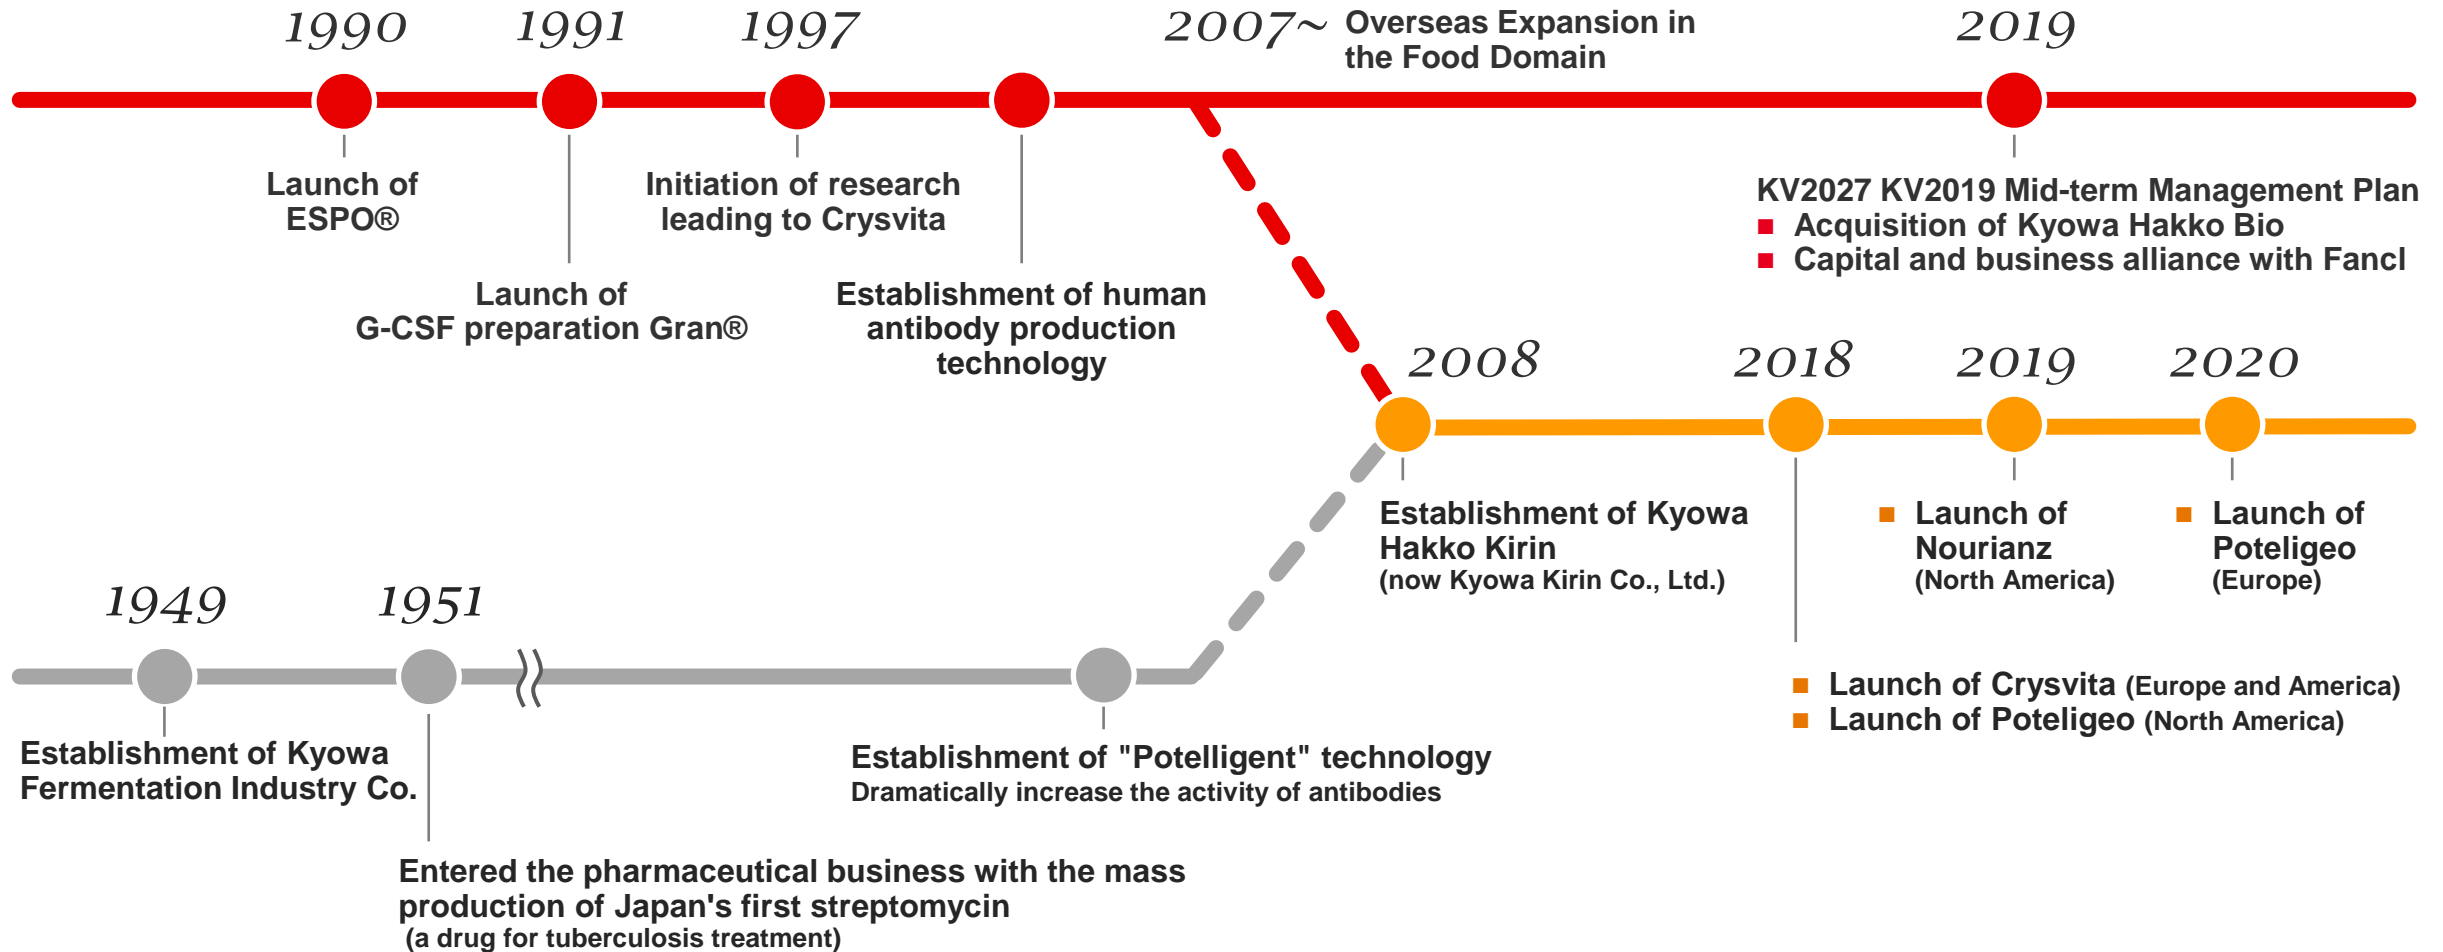 1990
1991
1997
2007~
Overseas Expansion in
the Food Domain
2019
Launch of
ESPO®
Launch of
G-CSF preparation Gran®
Initiation of research
leading to Crysvita
Establishment of human
antibody production
technology
KV2027 KV2019 Mid-term Management Plan
■ Acquisition of Kyowa Hakko Bio
■ Capital and business alliance with Fancl
2008
2018
2019
2020
Establishment of Kyowa
Hakko Kirin
(now Kyowa Kirin Co., Ltd.)
■ Launch of
Nourianz
(North America)
■ Launch of
Poteligeo
(Europe)
■ Launch of Crysvita (Europe and America)
■ Launch of Poteligeo (North America)
1949
1951
Establishment of Kyowa
Fermentation Industry Co.
Entered the pharmaceutical business with the mass
production of Japan's first streptomycin
(a drug for tuberculosis treatment)
Establishment of "Potelligent" technology
Dramatically increase the activity of antibodies